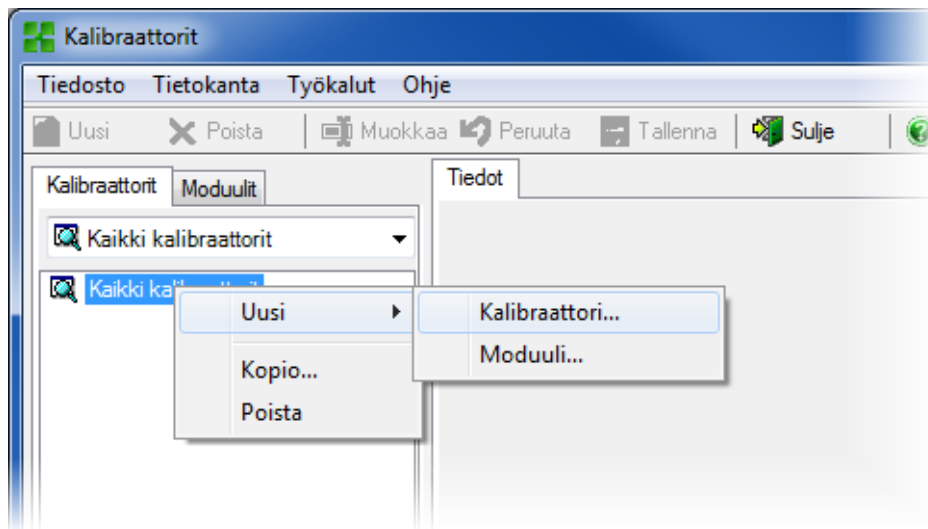 Kalibraattorit
Tiedosto Tietokanta Työkalut Ohje
Uusi Poista Muokkaa Peruuta Tallenna Sulje
Kalibraattorit Moduulit Tiedot
Kaikki kalibraattorit
Kaikki
Uusi Kalibraattori...
Moduuli...
Kopio...
Poista